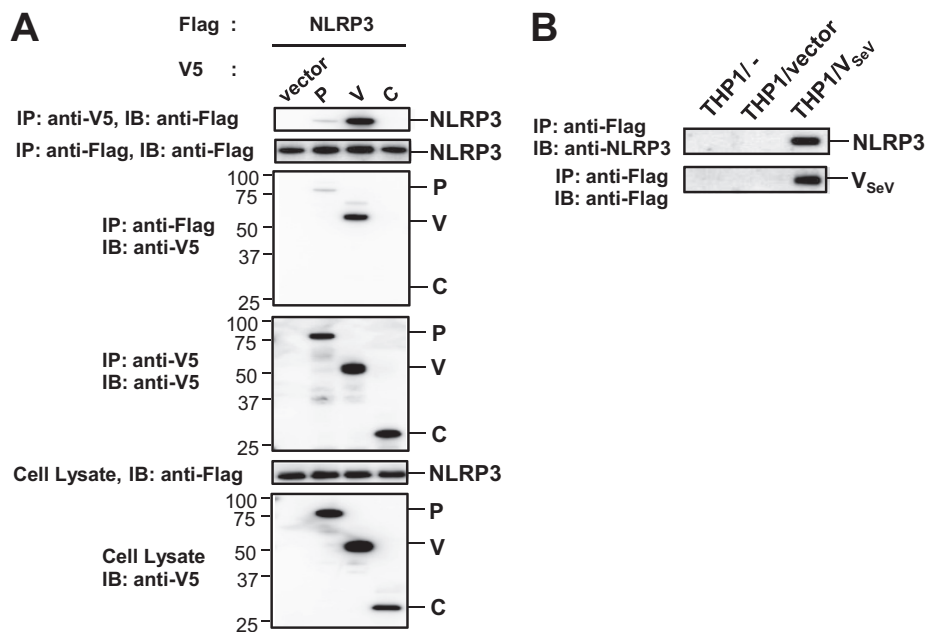 A
Flag : NLRP3
V5 :
vector P V C
IP: anti-V5, IB: anti-Flag NLRP3
IP: anti-Flag, IB: anti-Flag NLRP3
100
75
50
37
25
IP: anti-Flag
IB: anti-V5
P
V
C
100
75
50
37
25
IP: anti-V5
IB: anti-V5
P
V
C
Cell Lysate, IB: anti-Flag NLRP3
100
75
50
37
25
Cell Lysate
IB: anti-V5
P
V
C
B
THP1/- THP1/vector THP1/VSeV
IP: anti-Flag
IB: anti-NLRP3
NLRP3
IP: anti-Flag
IB: anti-Flag
VSeV